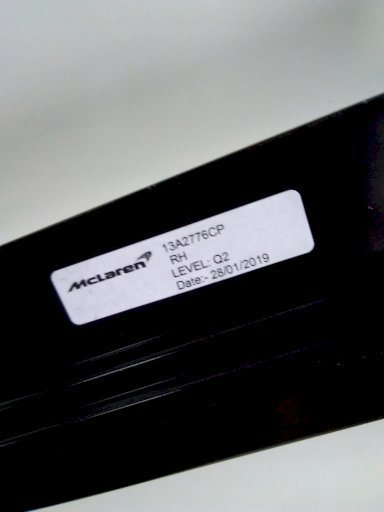 McLaren
13A2776CP
RH
LEVEL: Q2
Date:- 28/01/2019